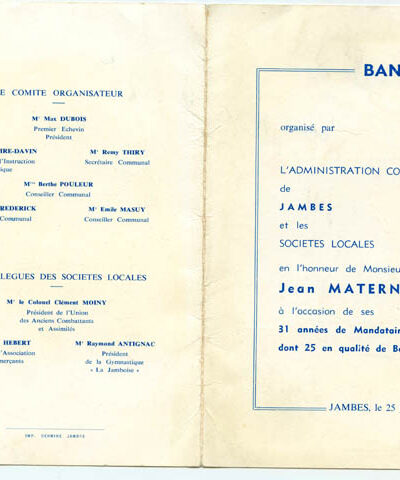 E COMITE ORGANISATEUR
Mr Max DUBOIS
Premier Echevin
Président
IRE-DAVIN
l'Instruction
ique
Mr Remy THIRY
Secrétaire Communal
Mme Berthe POULEUR
Conseiller Communal
REDERICK
Communal
Mr Emile MASUY
Conseiller Communal
LEGUES DES SOCIETES LOCALES
Mr le Colonel Clément MOINY
Président de l'Union
des Anciens Combattants
et Assimilés
HEBERT
l'Association
merçants
Mr Raymond ANTIGNAC
Président
de la Gymnastique
« La Jamboise »
IMP. DERMINE JAMBES
BAN
organisé par
L'ADMINISTRATION CO
de
JAMBES
et les
SOCIETES LOCALES
en l'honneur de Monsieu
Jean MATERN
à l'occasion de ses
31 années de Mandatair
dont 25 en qualité de Bo
JAMBES, le 25